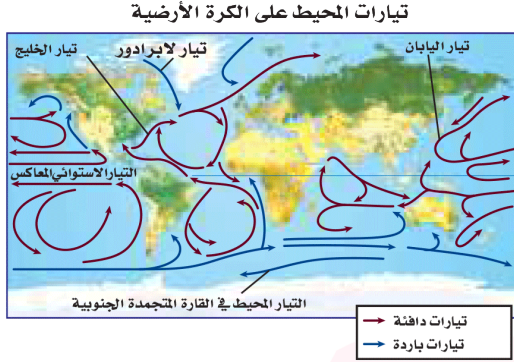 تيارات المحيط على الكرة الأرضية
تيار اليابان
تيار لابرادور
تيار الخليج
التيار الاستوائي المعاكس
التيار المحيط في القارة المتجمدة الجنوبية
تيارات دافئة
تيارات باردة